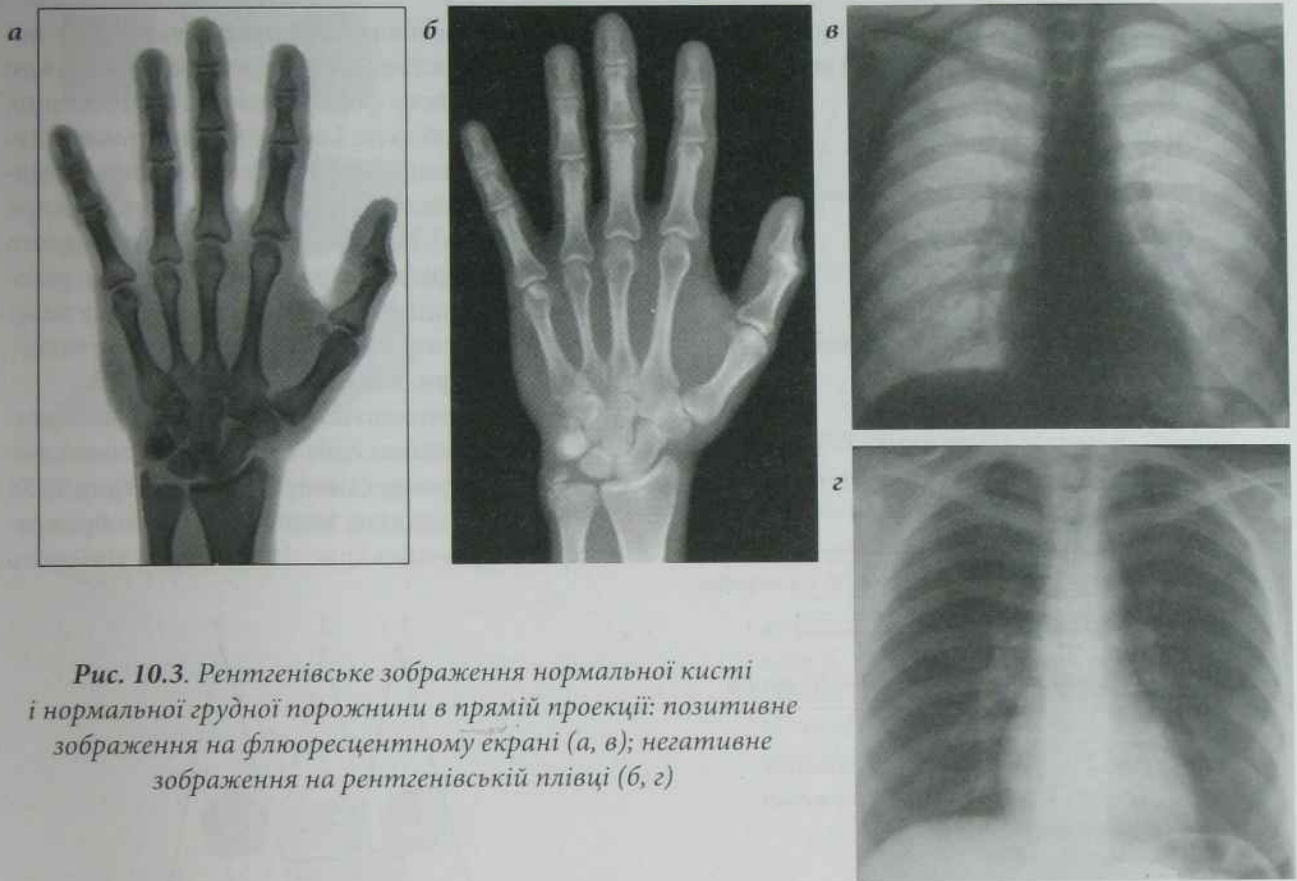 а
б
в
г
Рис. 10.3. Рентгенівське зображення нормальної кисті
і нормальної грудної порожнини в прямій проекції: позитивне
зображення на флюоресцентному екрані (а, в); негативне
зображення на рентгенівській плівці (б, г)